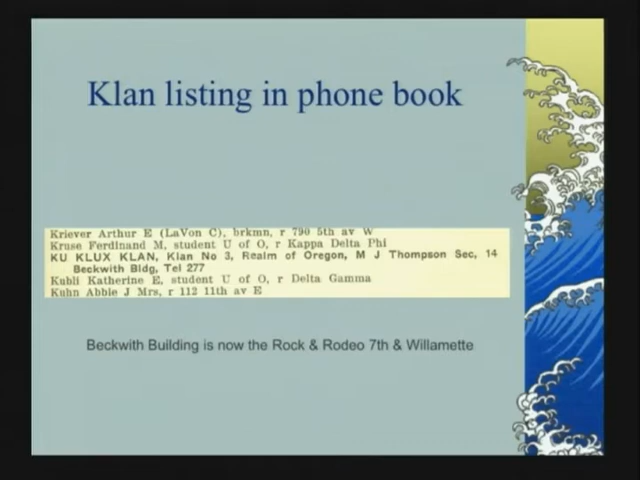 Klan listing in phone book
Kriever Arthur E (LaVon C), brkmn, r 790 5th av W
Kruse Ferdinand M, student U of O, r Kappa Delta Phi
KU KLUX KLAN, Klan No 3, Realm of Oregon, M J Thompson Sec, 14
Beckwith Bldg, Tel 277
Kubli Katherine E, student U of O, r Delta Gamma
Kuhn Abbie J Mrs, r 112 11th av E
Beckwith Building is now the Rock & Rodeo 7th & Willamette